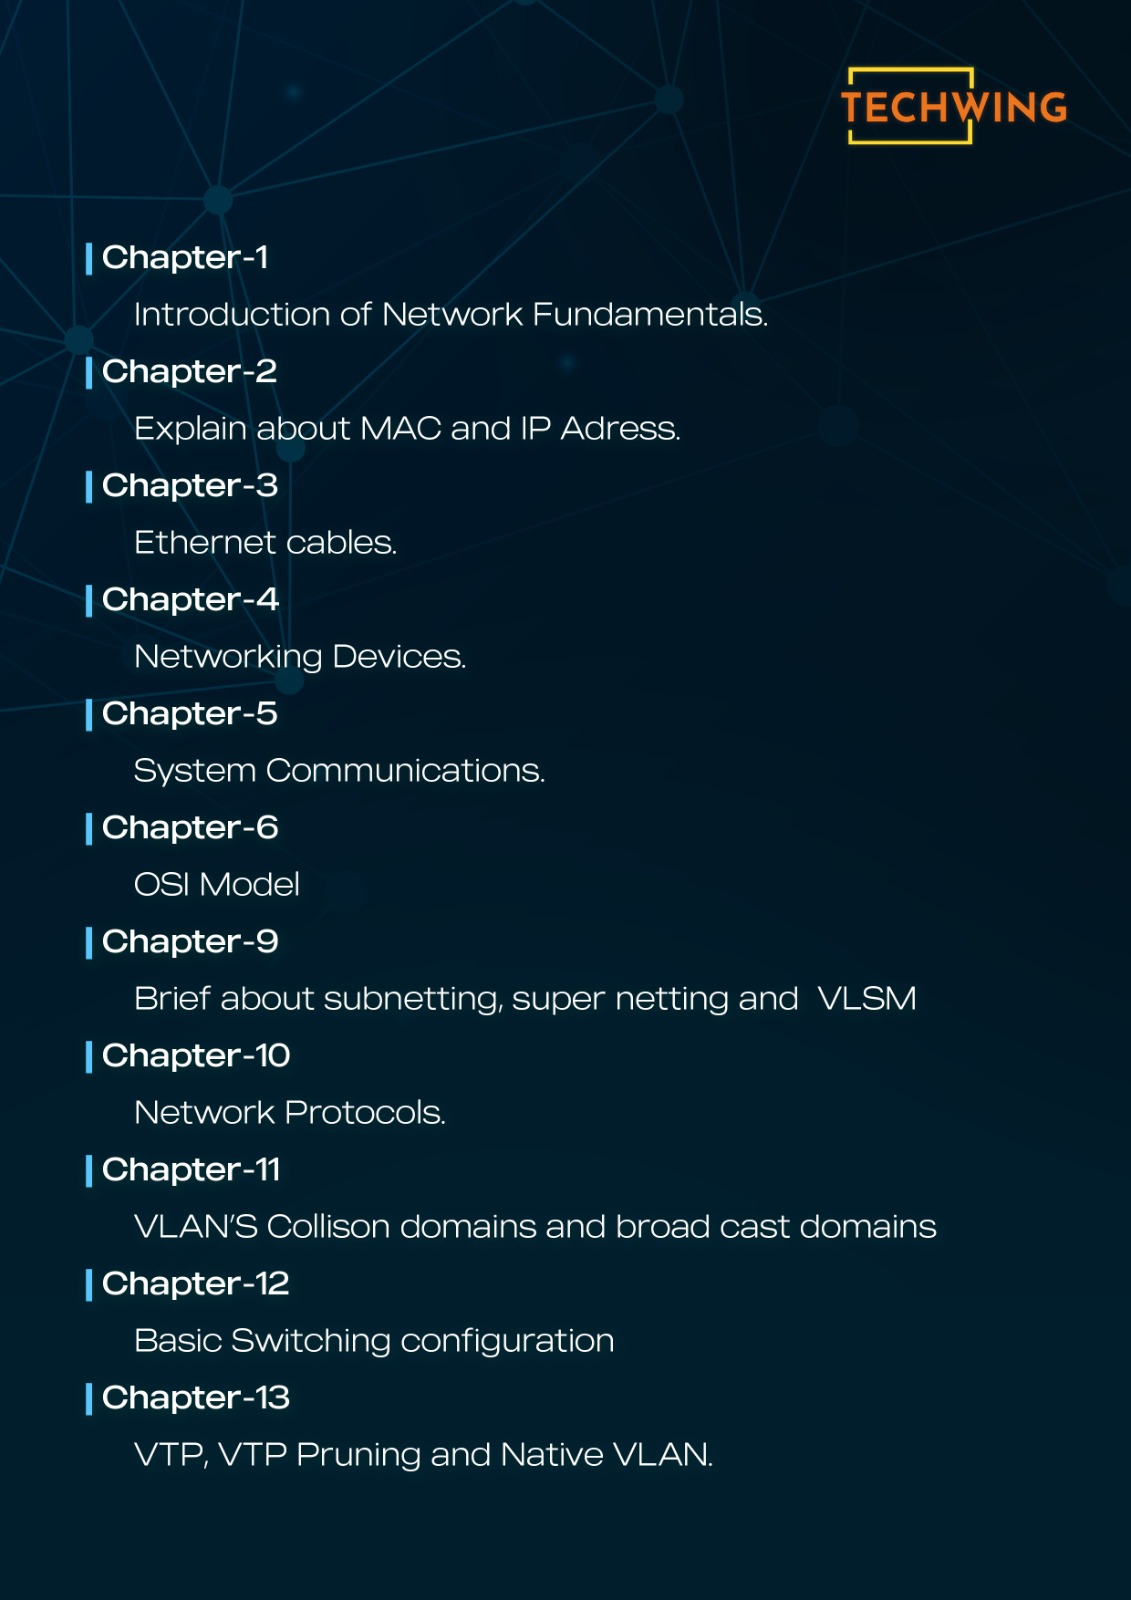 TECHWING
Chapter-1
Introduction of Network Fundamentals.
Chapter-2
Explain about MAC and IP Adress.
Chapter-3
Ethernet cables.
Chapter-4
Networking Devices.
Chapter-5
System Communications.
Chapter-6
OSI Model
Chapter-9
Brief about subnetting, super netting and  VLSM
Chapter-10
Network Protocols.
Chapter-11
VLAN’S Collison domains and broad cast domains
Chapter-12
Basic Switching configuration
Chapter-13
VTP, VTP Pruning and Native VLAN.